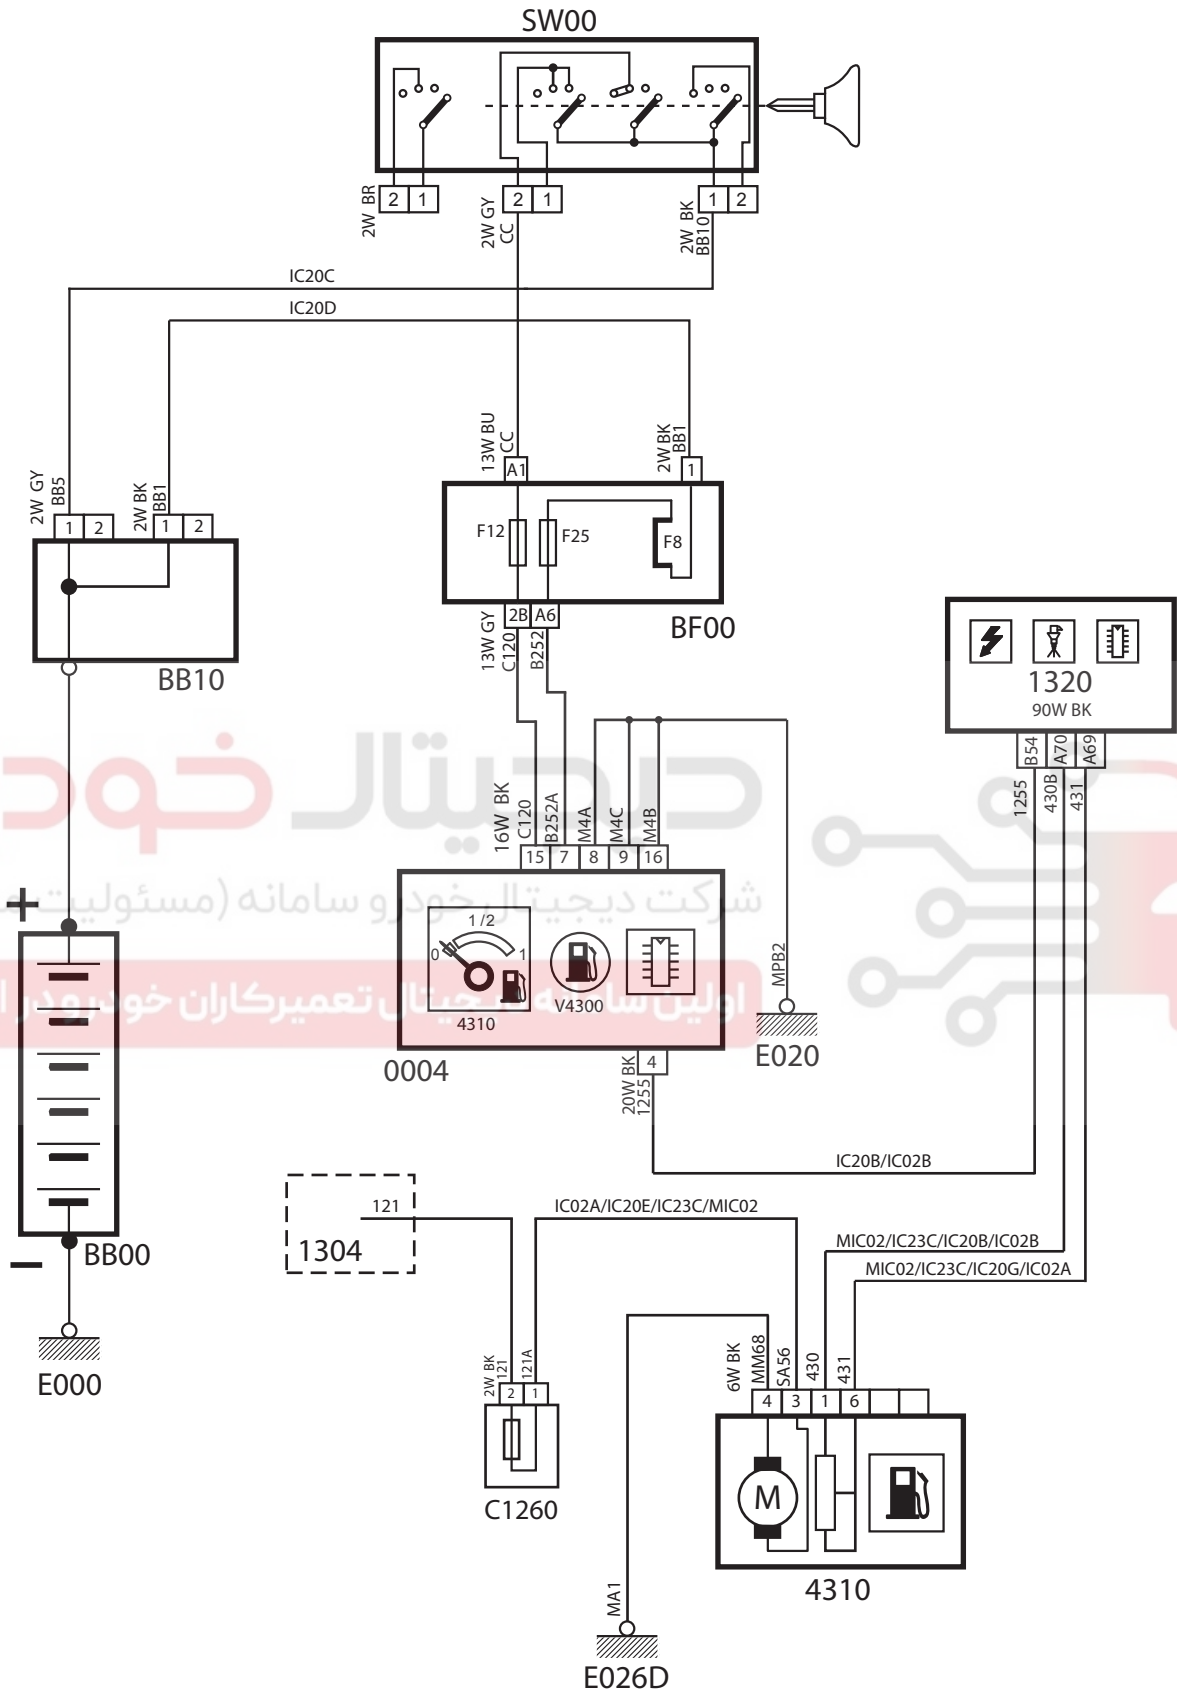 SW00
2W BR
2
1
2W GY
CC
2
1
2W BK
BB10
1
2
IC20C
IC20D
13W BU
CC
A1
2W BK
BB1
1
2W GY
BB5
1
2
2W BK
BB1
1
2
F12
F25
F8
BB10
13W GY
C120
2B
A6
B252
BF00
1320
90W BK
B54
A70
A69
1255
430B
431
دیجیتال خودرو
16W BK
C120
B252A
M4A
M4C
M4B
15
7
8
9
16
شرکت دیجیتال خودرو سامانه (مسئولیت
+
0
1/2
1
4310
V4300
MPB2
E020
اولین سامانه دیجیتال تعمیرکاران خودرو در
0004
20W BK
1255
4
IC20B/IC02B
121
1304
IC02A/IC20E/IC23C/MIC02
BB00
–
MIC02/IC23C/IC20B/IC02B
MIC02/IC23C/IC20G/IC02A
E000
2W BK
121
121A
2
1
C1260
6W BK
MM68
SA56
430
431
4
3
1
6
M
4310
MA1
E026D